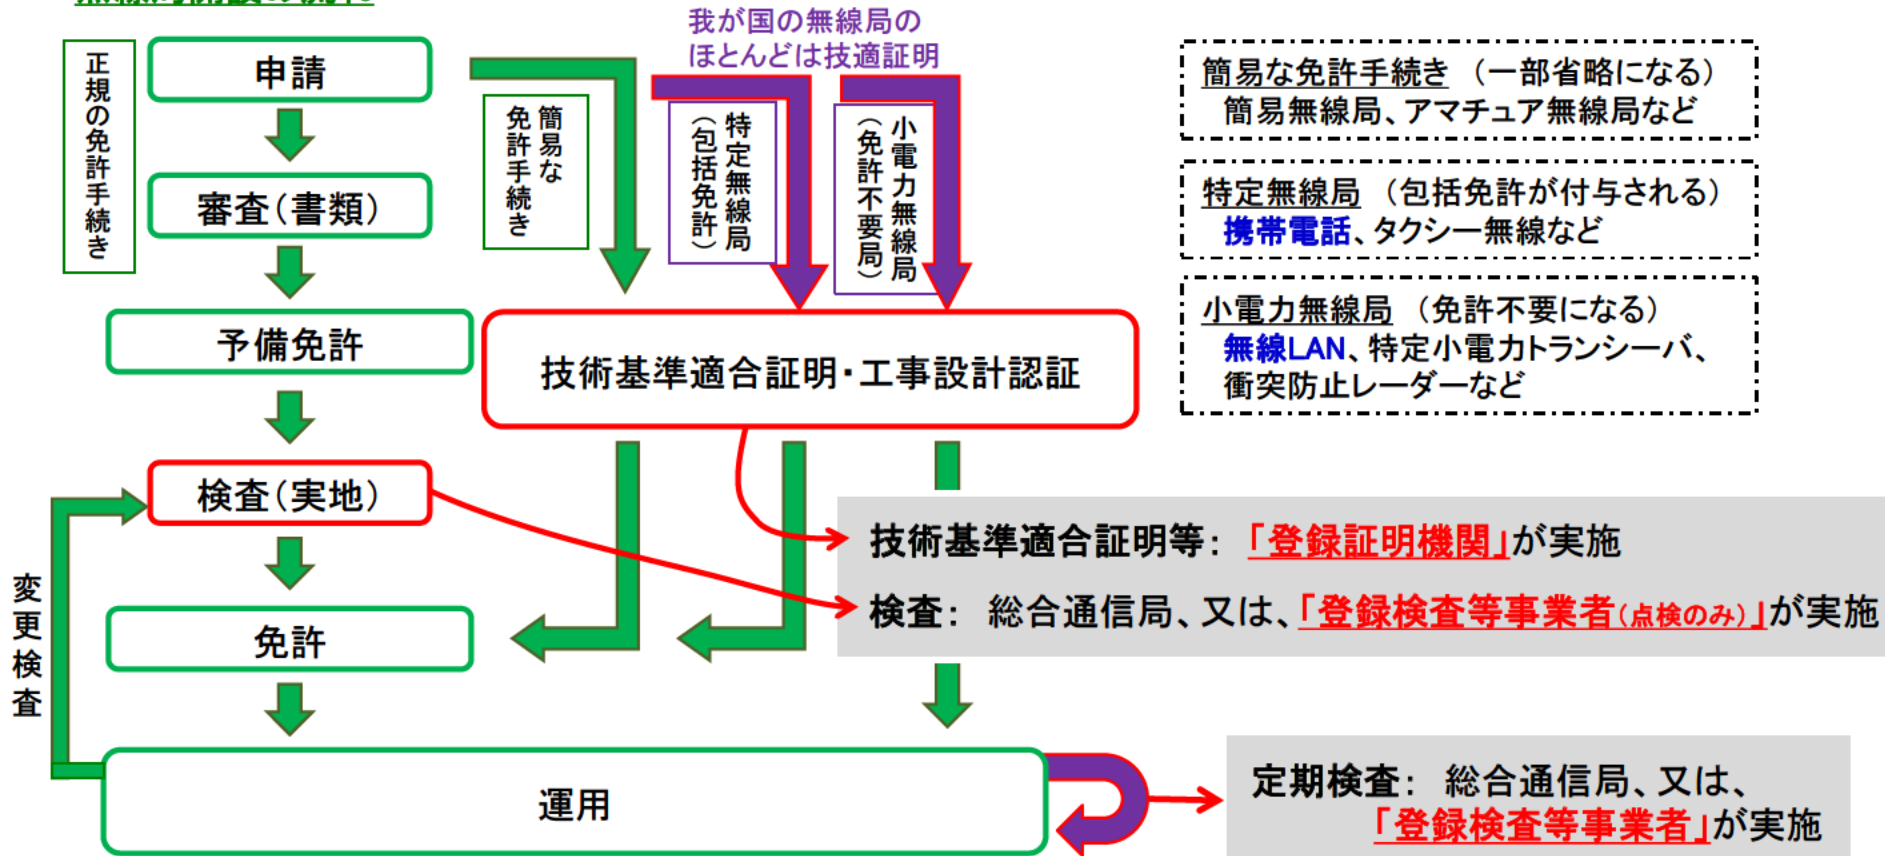 我が国の無線局の
ほとんどは技適証明
正規の免許手続き
申請
審査(書類)
予備免許
検査(実地)
免許
運用
変更検査
簡易な
免許手続き
特定無線局
(包括免許)
小電力無線局
(免許不要局)
技術基準適合証明・工事設計認証
簡易な免許手続き (一部省略になる)
簡易無線局、アマチュア無線局など
特定無線局 (包括免許が付与される)
携帯電話、タクシー無線など
小電力無線局 (免許不要になる)
無線LAN、特定小電力トランシーバ、
衝突防止レーダーなど
技術基準適合証明等: 「登録証明機関」が実施
検査: 総合通信局、又は、「登録検査等事業者(点検のみ)」が実施
定期検査: 総合通信局、又は、
「登録検査等事業者」が実施